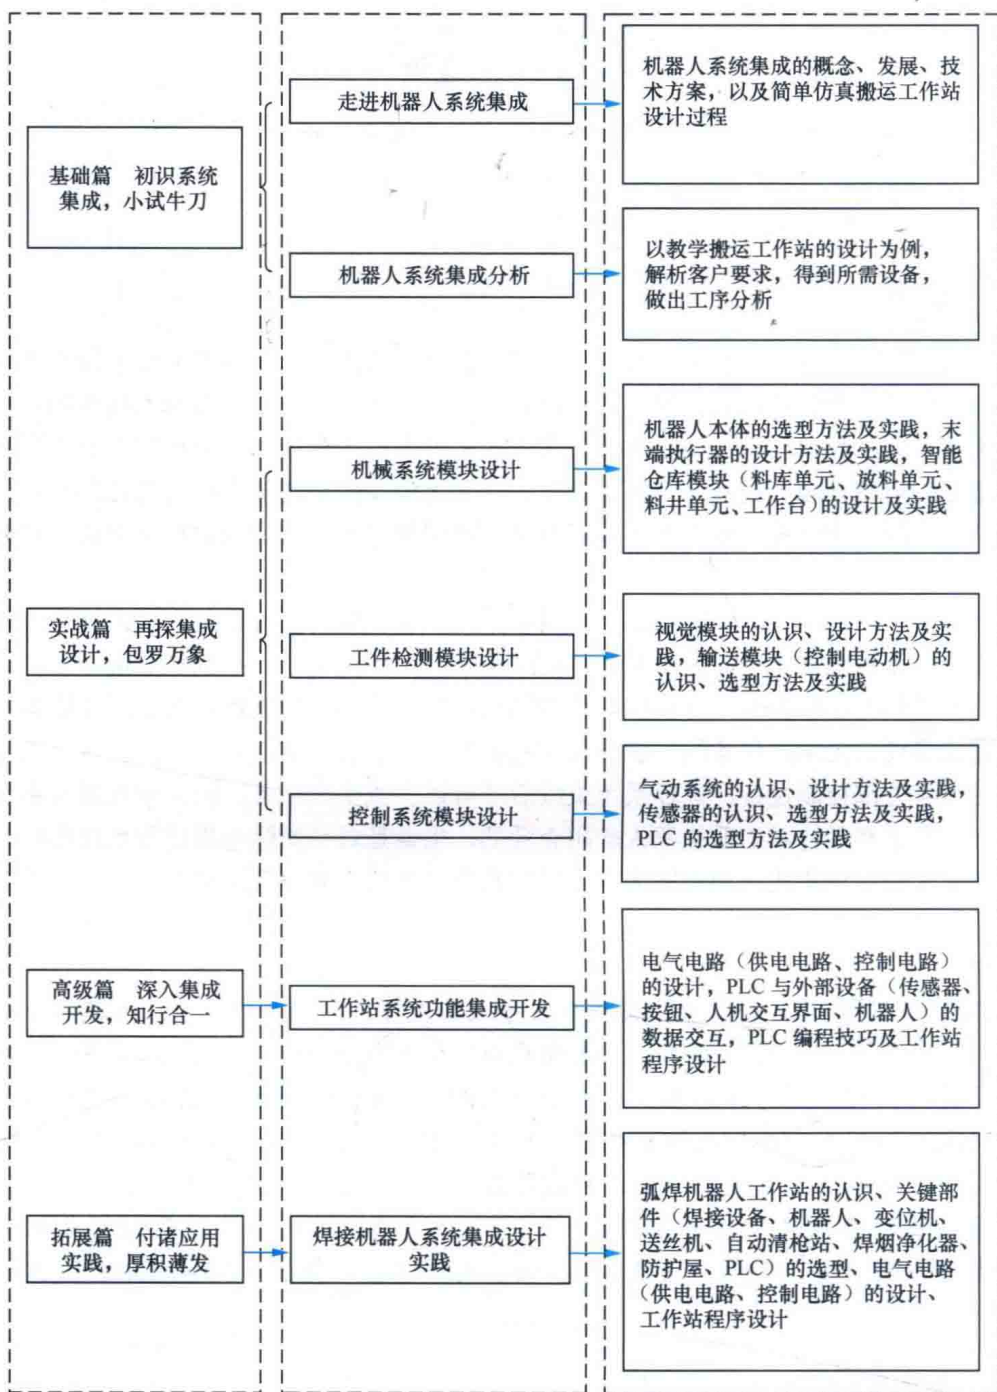 基础篇 初识系统
集成，小试牛刀
走进机器人系统集成
机器人系统集成的概念、发展、技
术方案，以及简单仿真搬运工作站
设计过程
机器人系统集成分析
以教学搬运工作站的设计为例，
解析客户要求，得到所需设备，
做出工序分析
实战篇 再探集成
设计，包罗万象
机械系统模块设计
机器人本体的选型方法及实践，末
端执行器的设计方法及实践，智能
仓库模块（料库单元、放料单元、
料井单元、工作台）的设计及实践
工件检测模块设计
视觉模块的认识、设计方法及实
践，输送模块（控制电动机）的
认识、选型方法及实践
控制系统模块设计
气动系统的认识、设计方法及实践，
传感器的认识、选型方法及实践，
PLC 的选型方法及实践
高级篇 深入集成
开发，知行合一
工作站系统功能集成开发
电气电路（供电电路、控制电路）
的设计，PLC 与外部设备（传感器、
按钮、人机交互界面、机器人）的
数据交互，PLC 编程技巧及工作站
程序设计
拓展篇 付诸应用
实践，厚积薄发
焊接机器人系统集成设计
实践
弧焊机器人工作站的认识、关键部
件（焊接设备、机器人、变位机、
送丝机、自动清枪站、焊烟净化器、
防护屋、PLC）的选型、电气电路
（供电电路、控制电路）的设计、
工作站程序设计